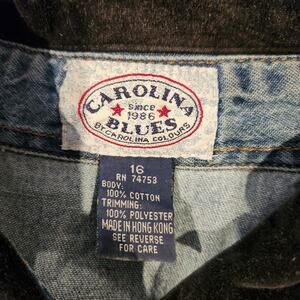 CAROLINA
since
1986
BLUES
BY CAROLINA COLOURS
16
RN 74753
BODY:
100% COTTON
TRIMMING:
100% POLYESTER
MADE IN HONG KONG
SEE REVERSE
FOR CARE